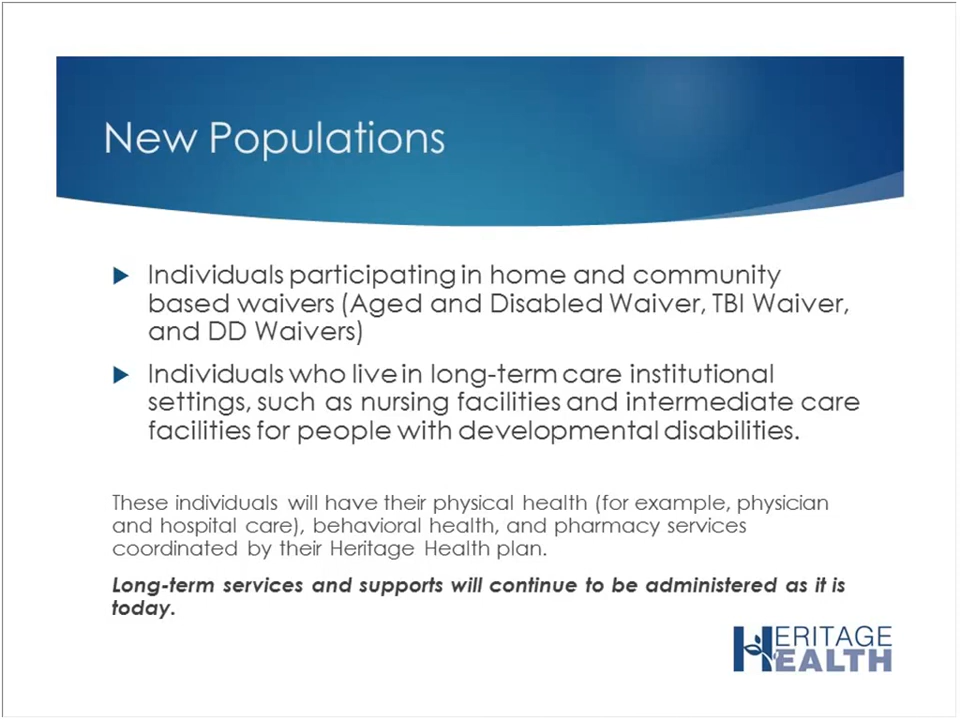 New Populations
Individuals participating in home and community
based waivers (Aged and Disabled Waiver, TBI Waiver,
and DD Waivers)
Individuals who live in long-term care institutional
settings, such as nursing facilities and intermediate care
facilities for people with developmental disabilities.
These individuals will have their physical health (for example, physician
and hospital care), behavioral health, and pharmacy services
coordinated by their Heritage Health plan.
Long-term services and supports will continue to be administered as it is
today.
HERITAGE
HEALTH